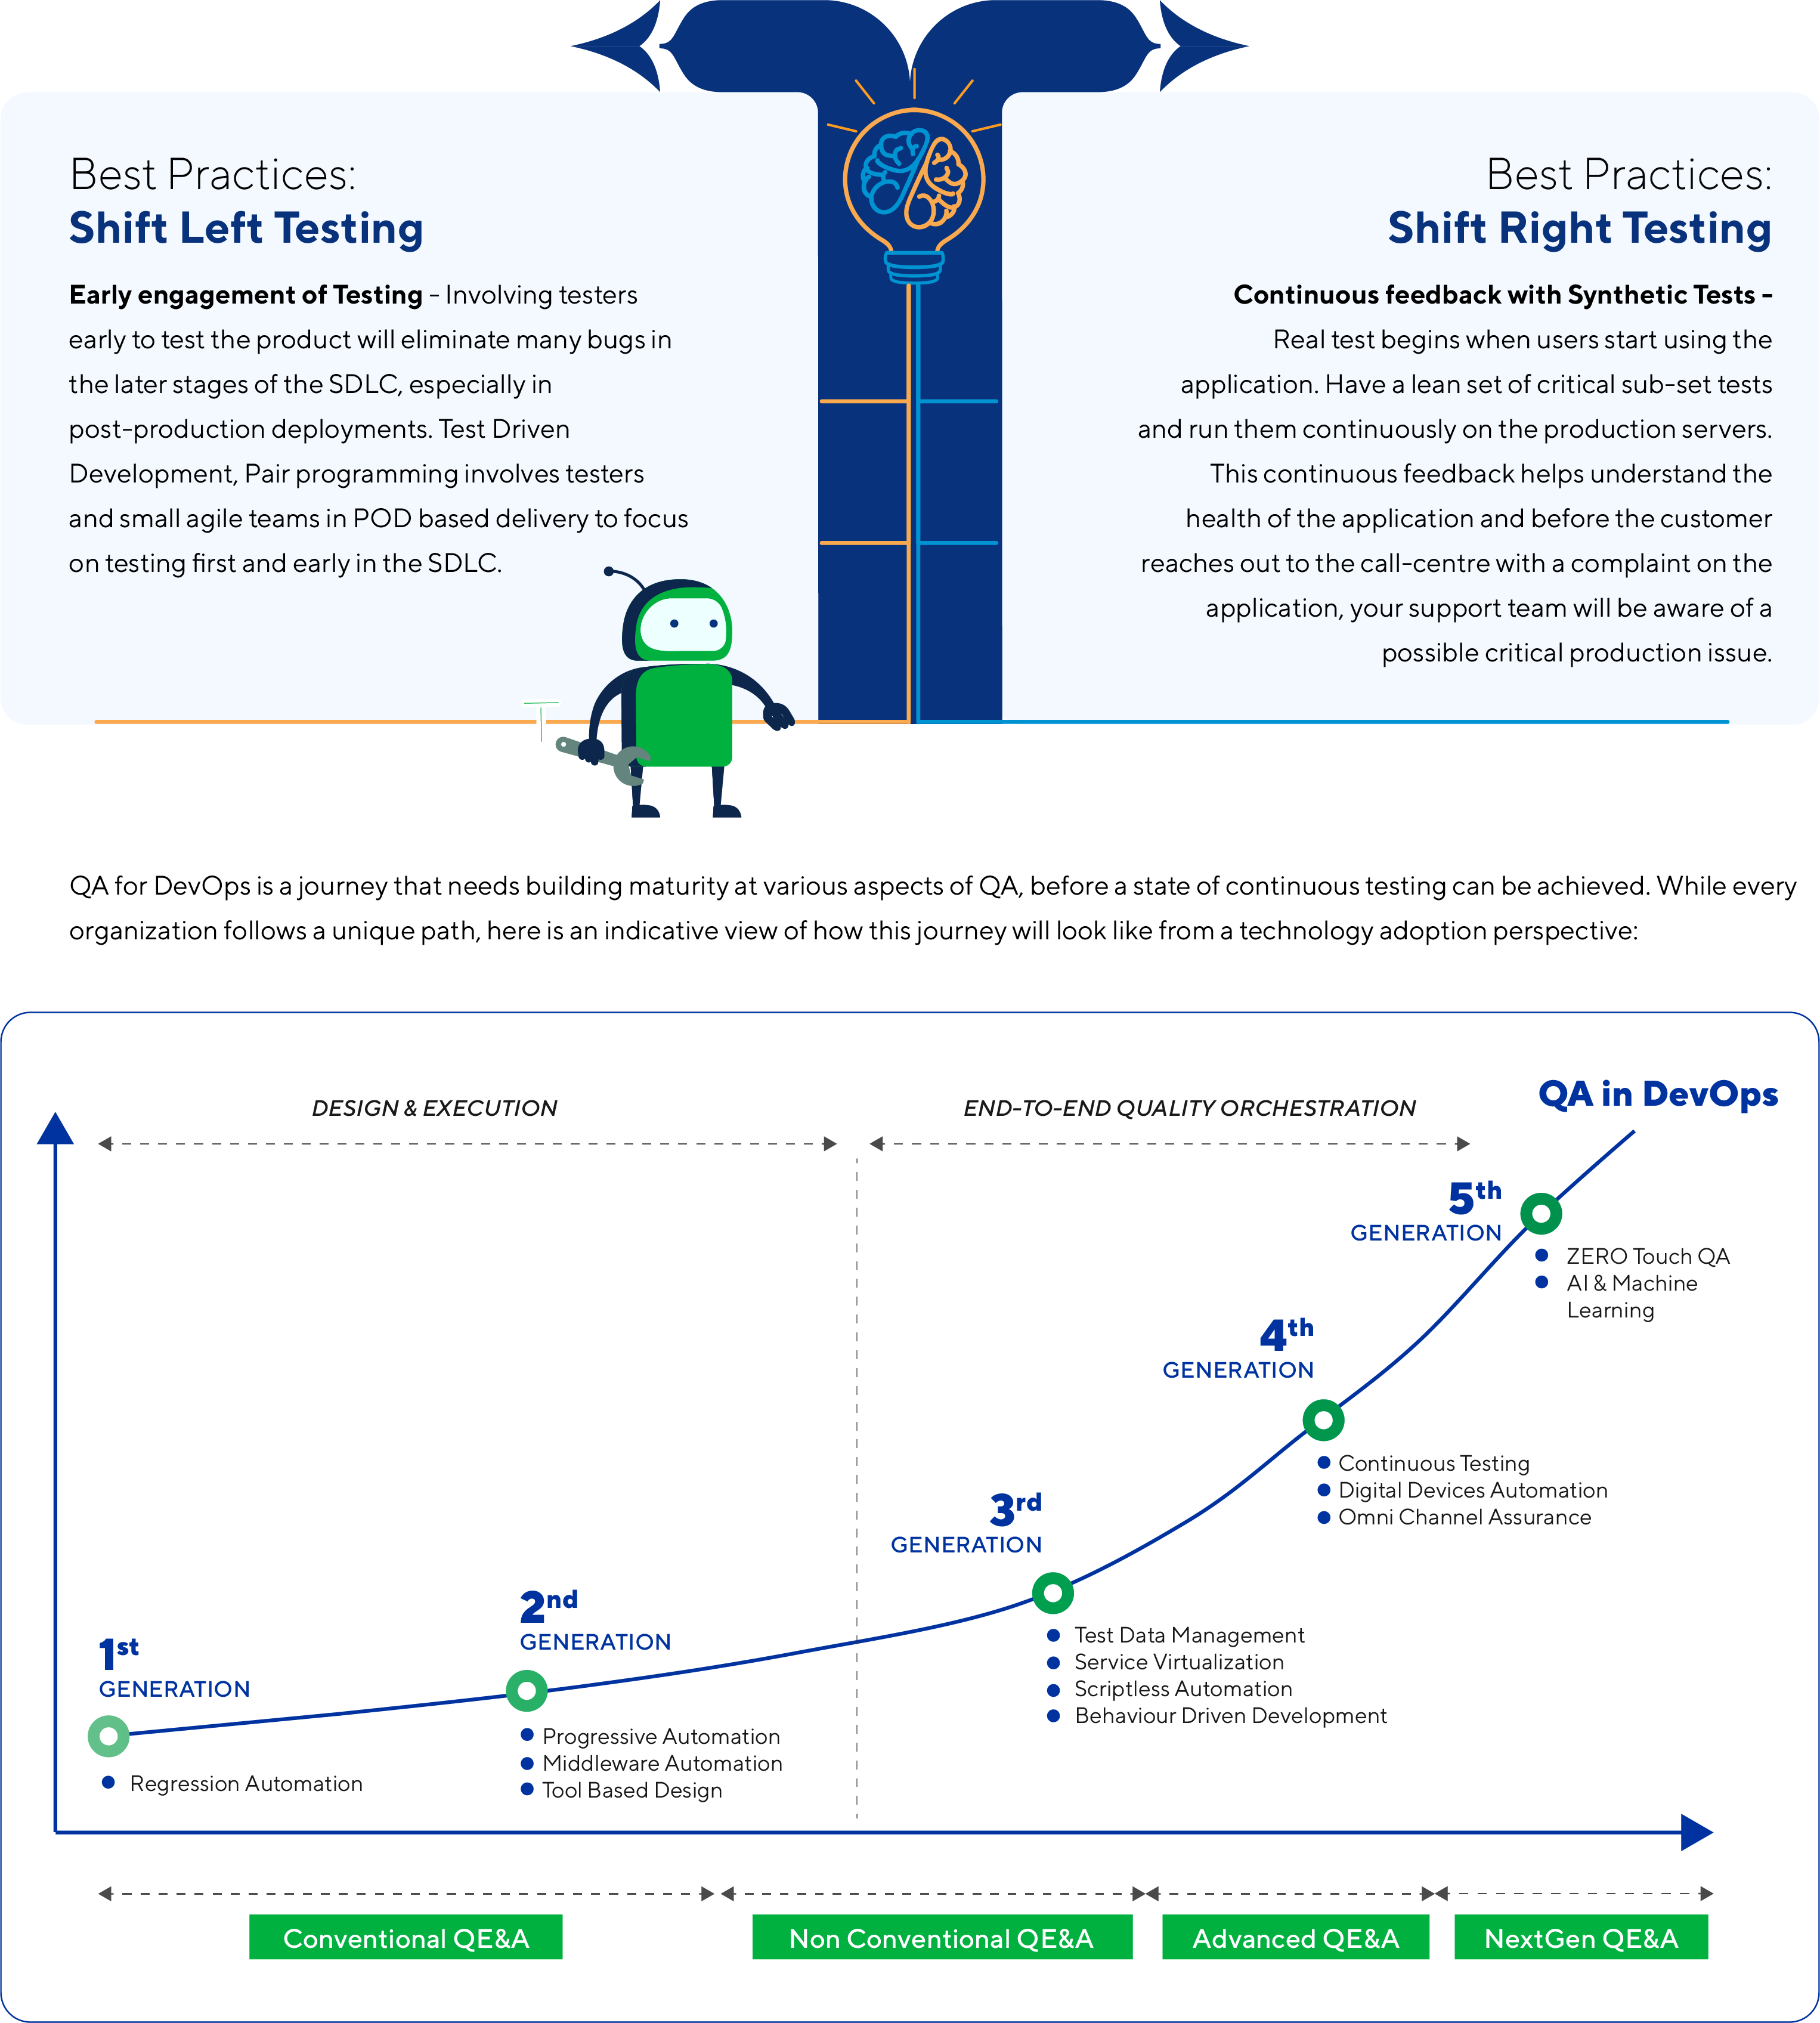 Best Practices:
Shift Left Testing
Early engagement of Testing - Involving testers
early to test the product will eliminate many bugs in
the later stages of the SDLC, especially in
post-production deployments. Test Driven
Development, Pair programming involves testers
and small agile teams in POD based delivery to focus
on testing first and early in the SDLC.
Best Practices:
Shift Right Testing
Continuous feedback with Synthetic Tests -
Real test begins when users start using the
application. Have a lean set of critical sub-set tests
and run them continuously on the production servers.
This continuous feedback helps understand the
health of the application and before the customer
reaches out to the call-centre with a complaint on the
application, your support team will be aware of a
possible critical production issue.
QA for DevOps is a journey that needs building maturity at various aspects of QA, before a state of continuous testing can be achieved. While every
organization follows a unique path, here is an indicative view of how this journey will look like from a technology adoption perspective:
DESIGN & EXECUTION
END-TO-END QUALITY ORCHESTRATION
QA in DevOps
1st
GENERATION
Regression Automation
2nd
GENERATION
Progressive Automation
Middleware Automation
Tool Based Design
3rd
GENERATION
Test Data Management
Service Virtualization
Scriptless Automation
Behaviour Driven Development
4th
GENERATION
Continuous Testing
Digital Devices Automation
Omni Channel Assurance
5th
GENERATION
ZERO Touch QA
AI & Machine
Learning
Conventional QE&A
Non Conventional QE&A
Advanced QE&A
NextGen QE&A